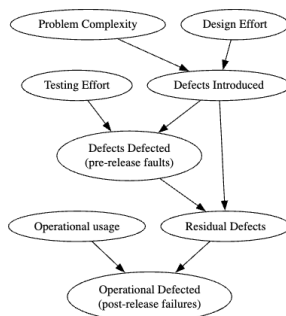 Problem Complexity
Design Effort
Testing Effort
Defects Introduced
Defects Defected
(pre-release faults)
Operational usage
Residual Defects
Operational Defected
(post-release failures)